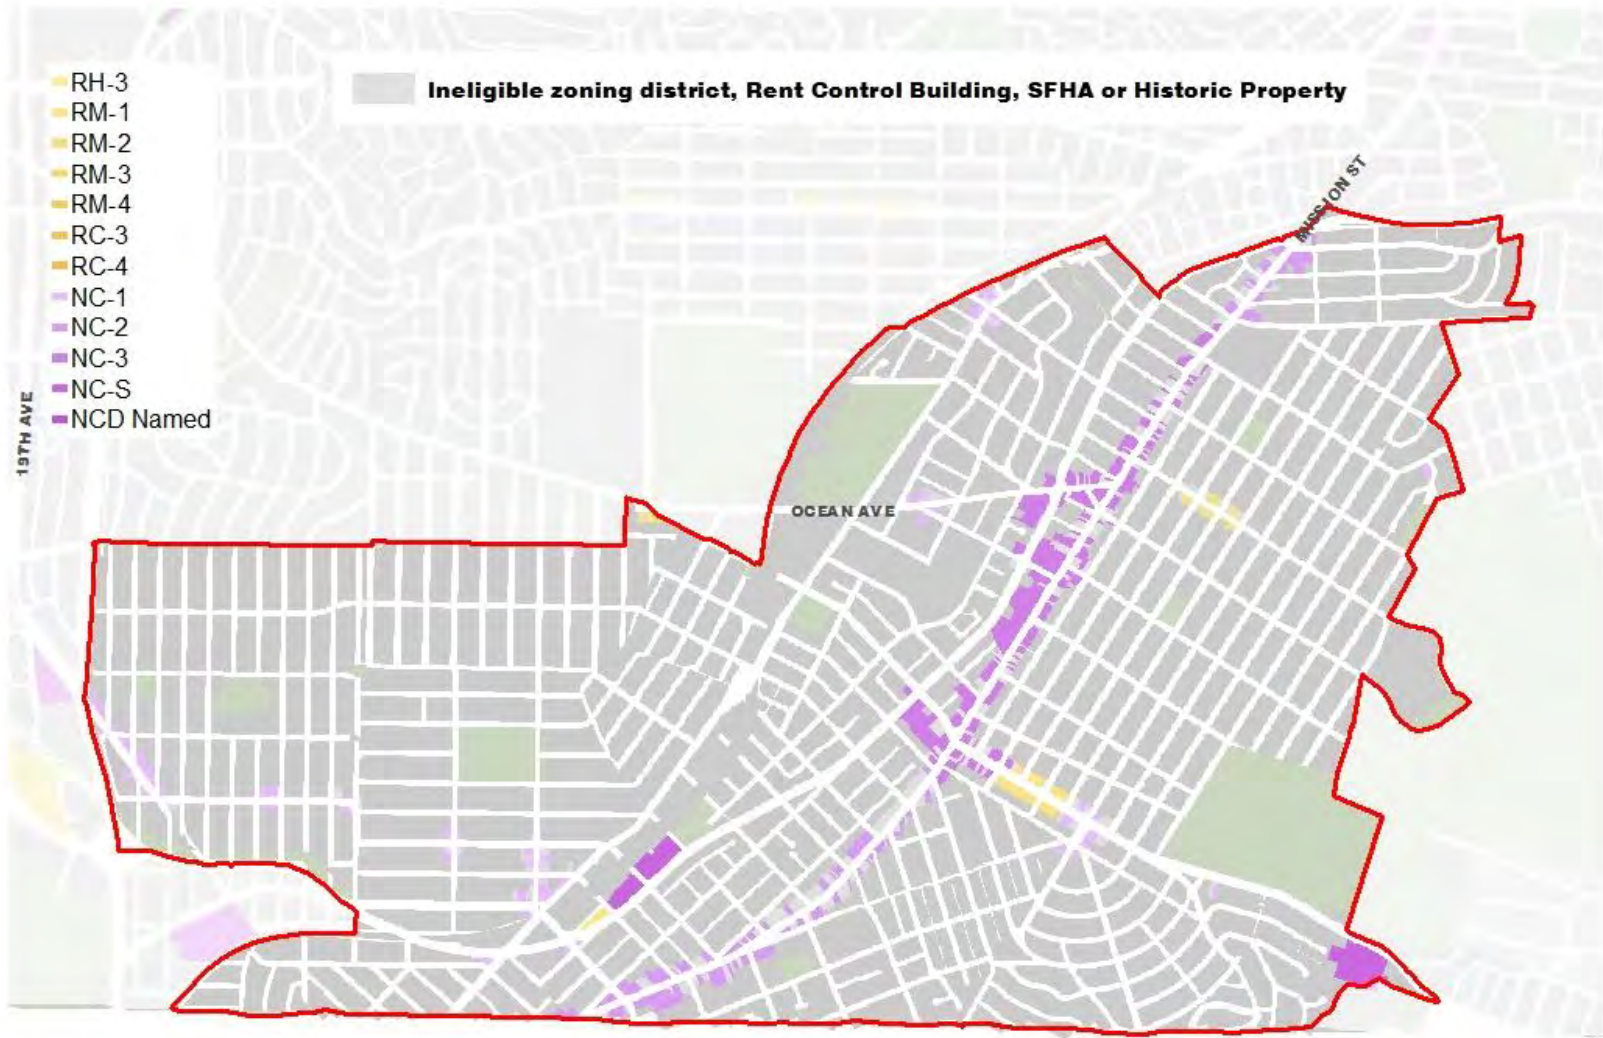 RH-3
RM-1
RM-2
RM-3
RM-4
RC-3
RC-4
NC-1
NC-2
NC-3
NC-S
NCD Named
Ineligible zoning district, Rent Control Building, SFHA or Historic Property
MISSION ST
19TH AVE
OCEAN AVE